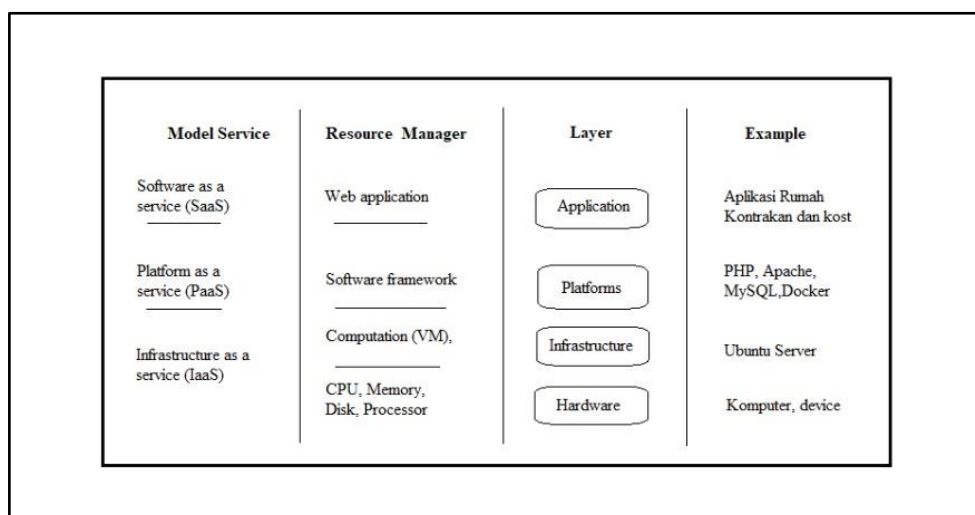 Model Service
Resource Manager
Layer
Example
Software as a
service (SaaS)
Web application
Application
Aplikasi Rumah
Kontrakan dan kost
Platform as a
service (PaaS)
Software framework
Platforms
PHP, Apache,
MySQL,Docker
Infrastructure as a
service (IaaS)
Computation (VM),
Infrastructure
Ubuntu Server
CPU, Memory,
Disk, Processor
Hardware
Komputer, device